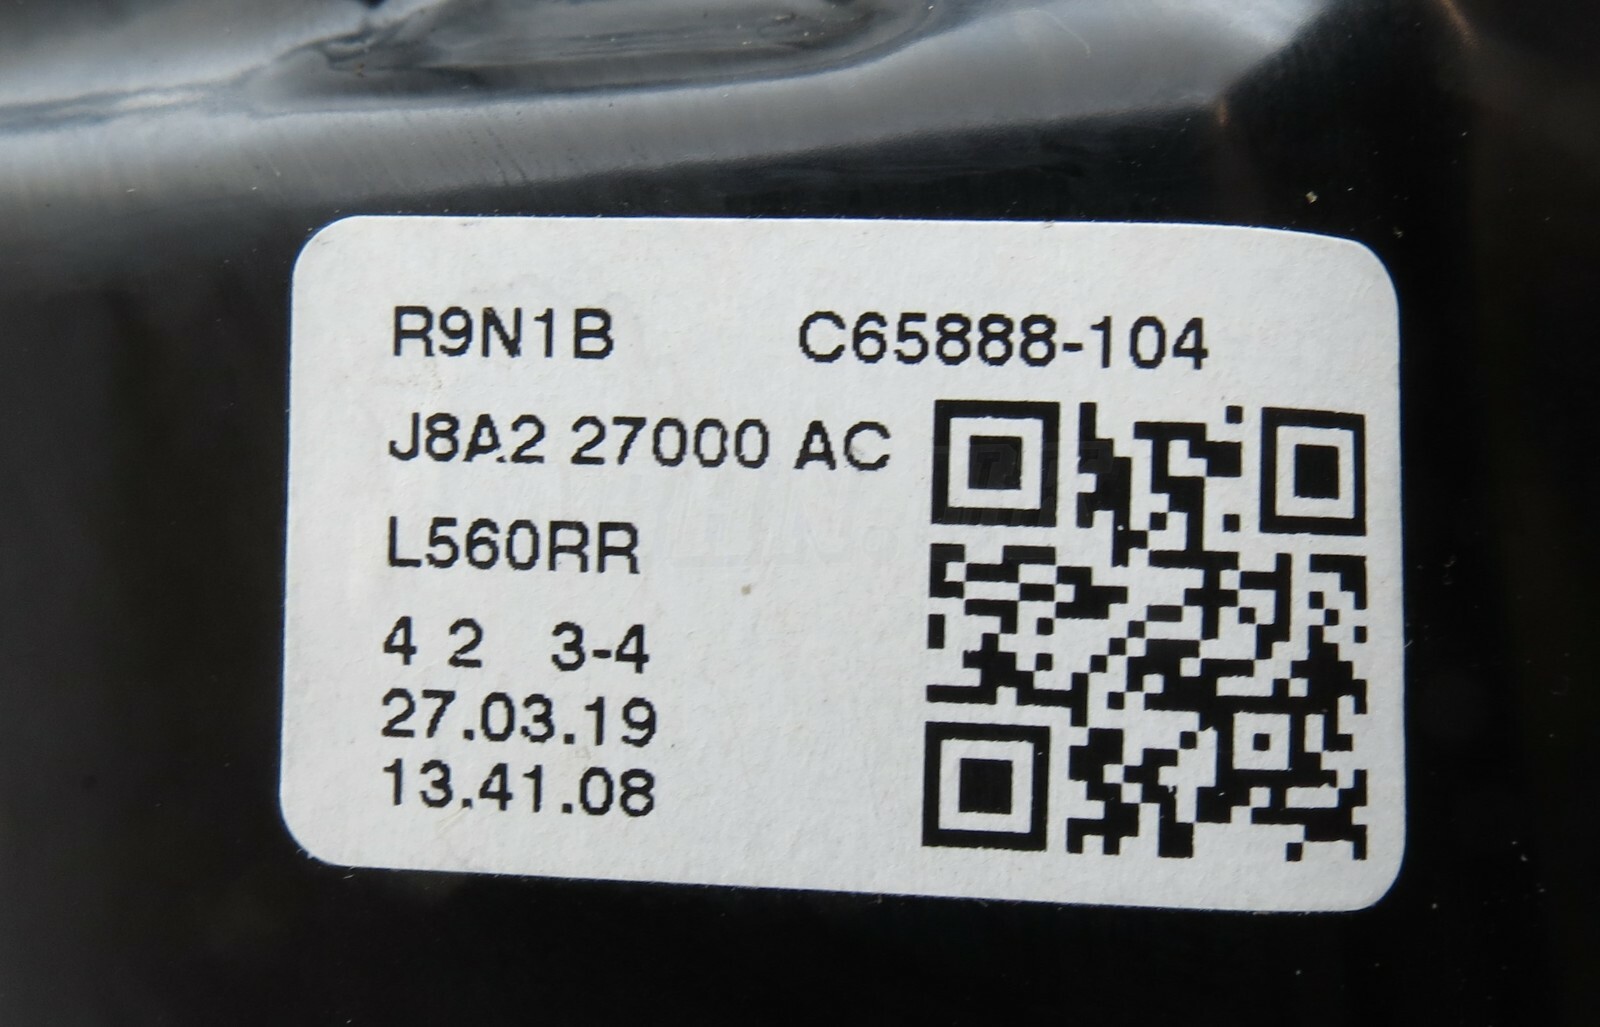 R9N1B C65888-104
J8A2 27000 AC
L560RR
4 2 3-4
27.03.19
13.41.08